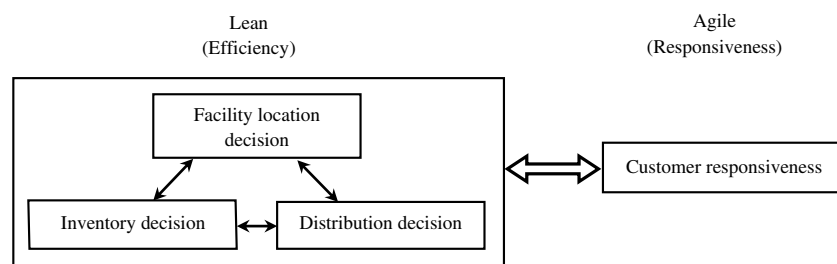 Lean
(Efficiency)
Agile
(Responsiveness)
Facility location
decision
Customer responsiveness
Inventory decision
Distribution decision